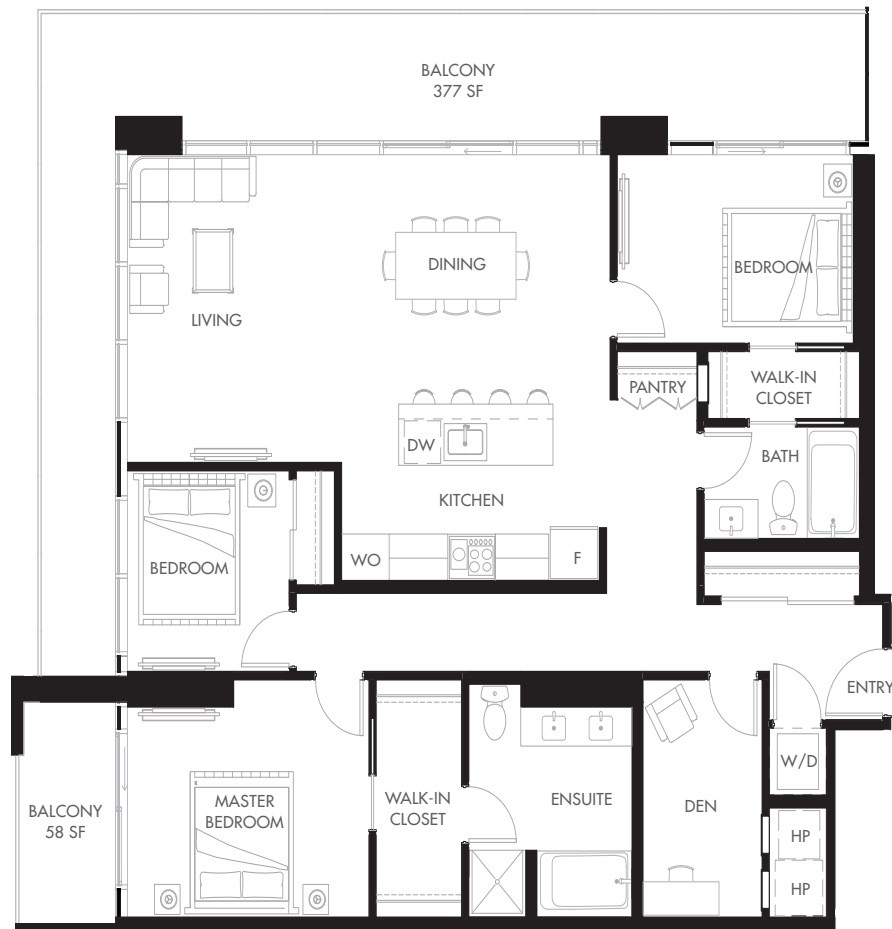 BALCONY
377 SF
DINING
BEDROOM
LIVING
PANTRY
WALK-IN
CLOSET
DW
BATH
KITCHEN
WO
F
BEDROOM
ENTRY
W/D
BALCONY
58 SF
MASTER
BEDROOM
WALK-IN
CLOSET
ENSUITE
DEN
HP
HP